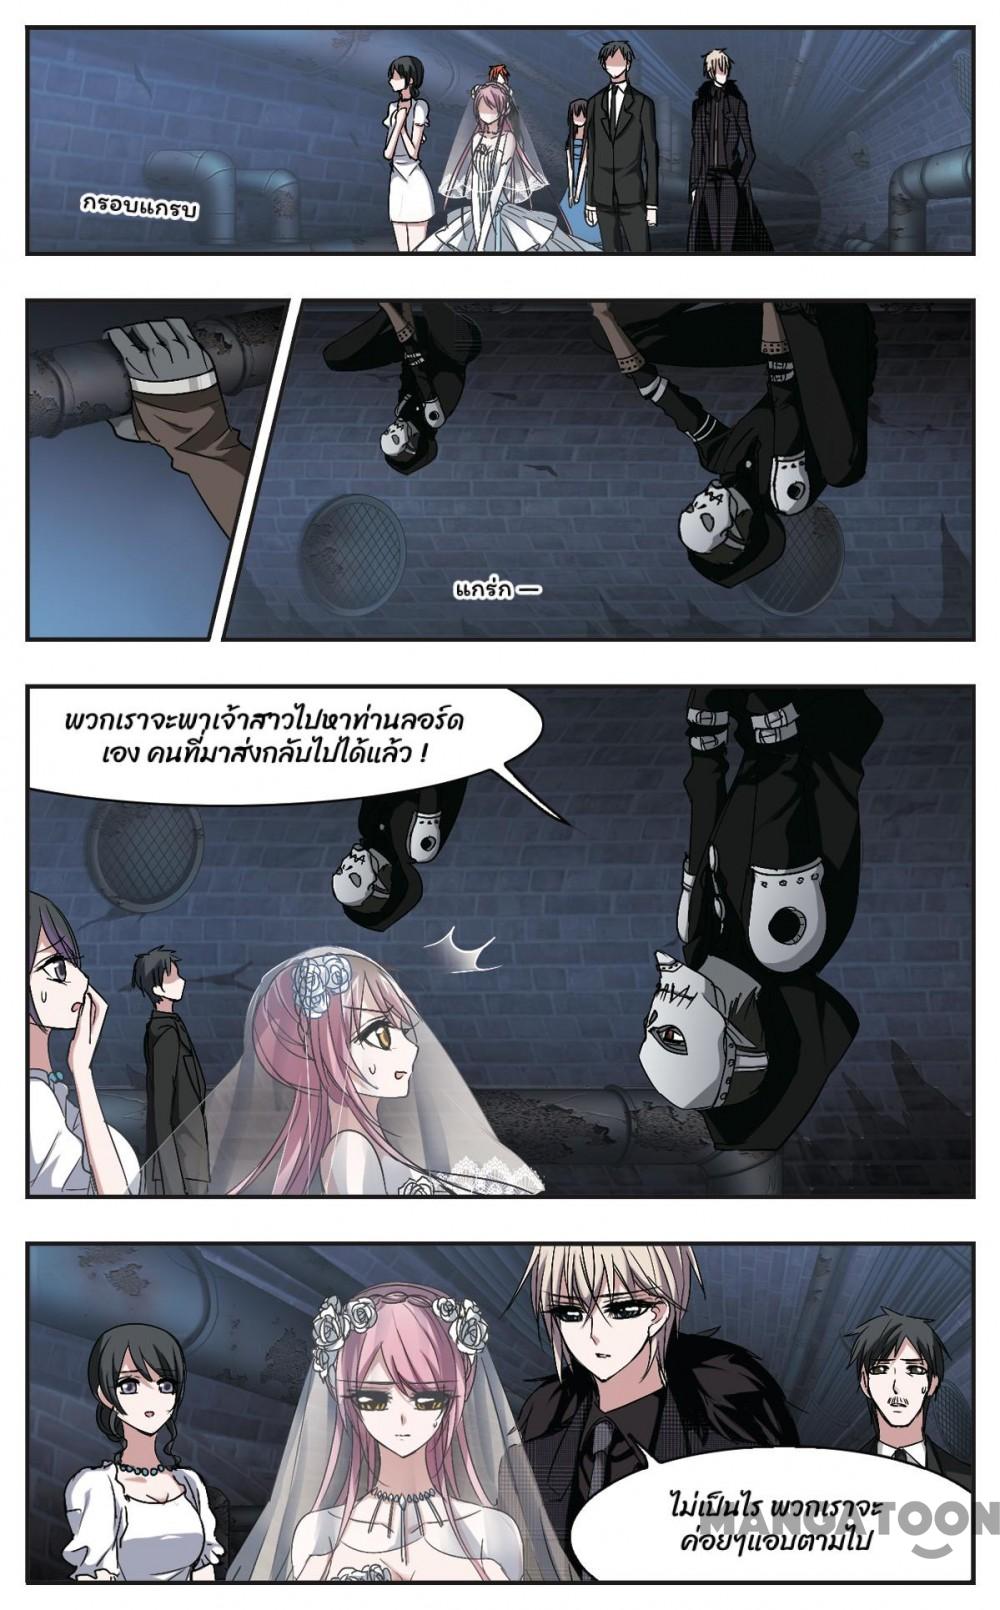 กรอบแกรบ
แกร่ก —
พวกเราจะพาเจ้าสาวไปหาท่านลอร์ด
เอง คนที่มาส่งกลับไปได้แล้ว !
ไม่เป็นไร พวกเราจะ
ค่อยๆแอบตามไป
MANGATOON